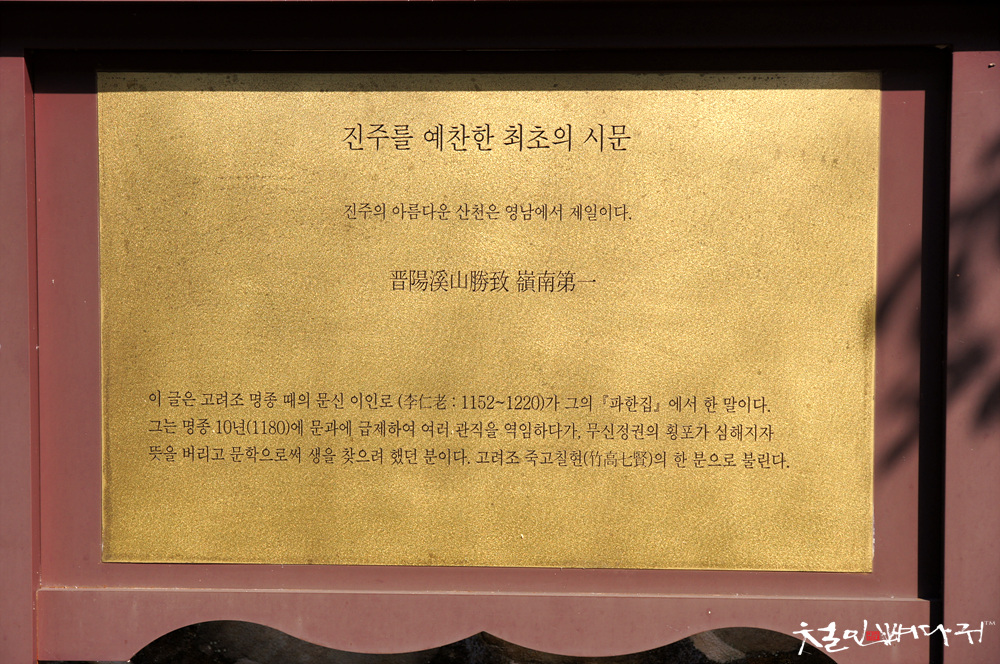 진주를 예찬한 최초의 시문
진주의 아름다운 산천은 영남에서 제일이다.
晋陽溪山勝致 嶺南第一
이 글은 고려조 명종 때의 문신 이인로 (李仁老 : 1152~1220)가 그의 『파한집』에서 한 말이다.
그는 명종 10년(1180)에 문과에 급제하여 여러 관직을 역임하다가, 무신정권의 횡포가 심해지자
뜻을 버리고 문학으로써 생을 찾으려 했던 분이다. 고려조 죽고칠현(竹高七賢)의 한 분으로 불린다.
TM